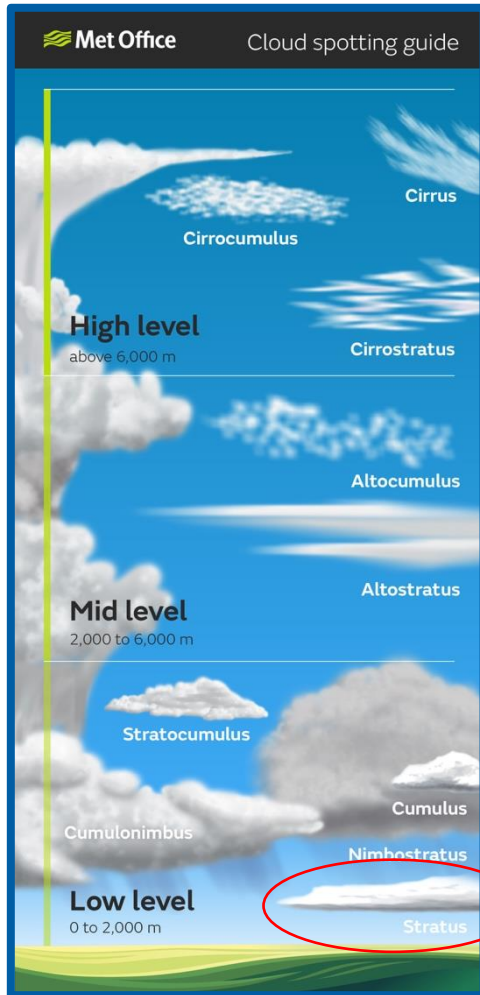 Met Office
Cloud spotting guide
Cirrus
Cirrocumulus
High level
above 6,000 m
Cirrostratus
Altocumulus
Altostratus
Mid level
2,000 to 6,000 m
Stratocumulus
Cumulus
Cumulonimbus
Nimbostratus
Low level
0 to 2,000 m
Stratus